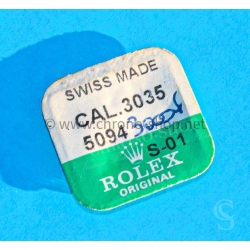 SWISS MADE
CAL.3035
5094
S-01
ROLEX
ORIGINAL